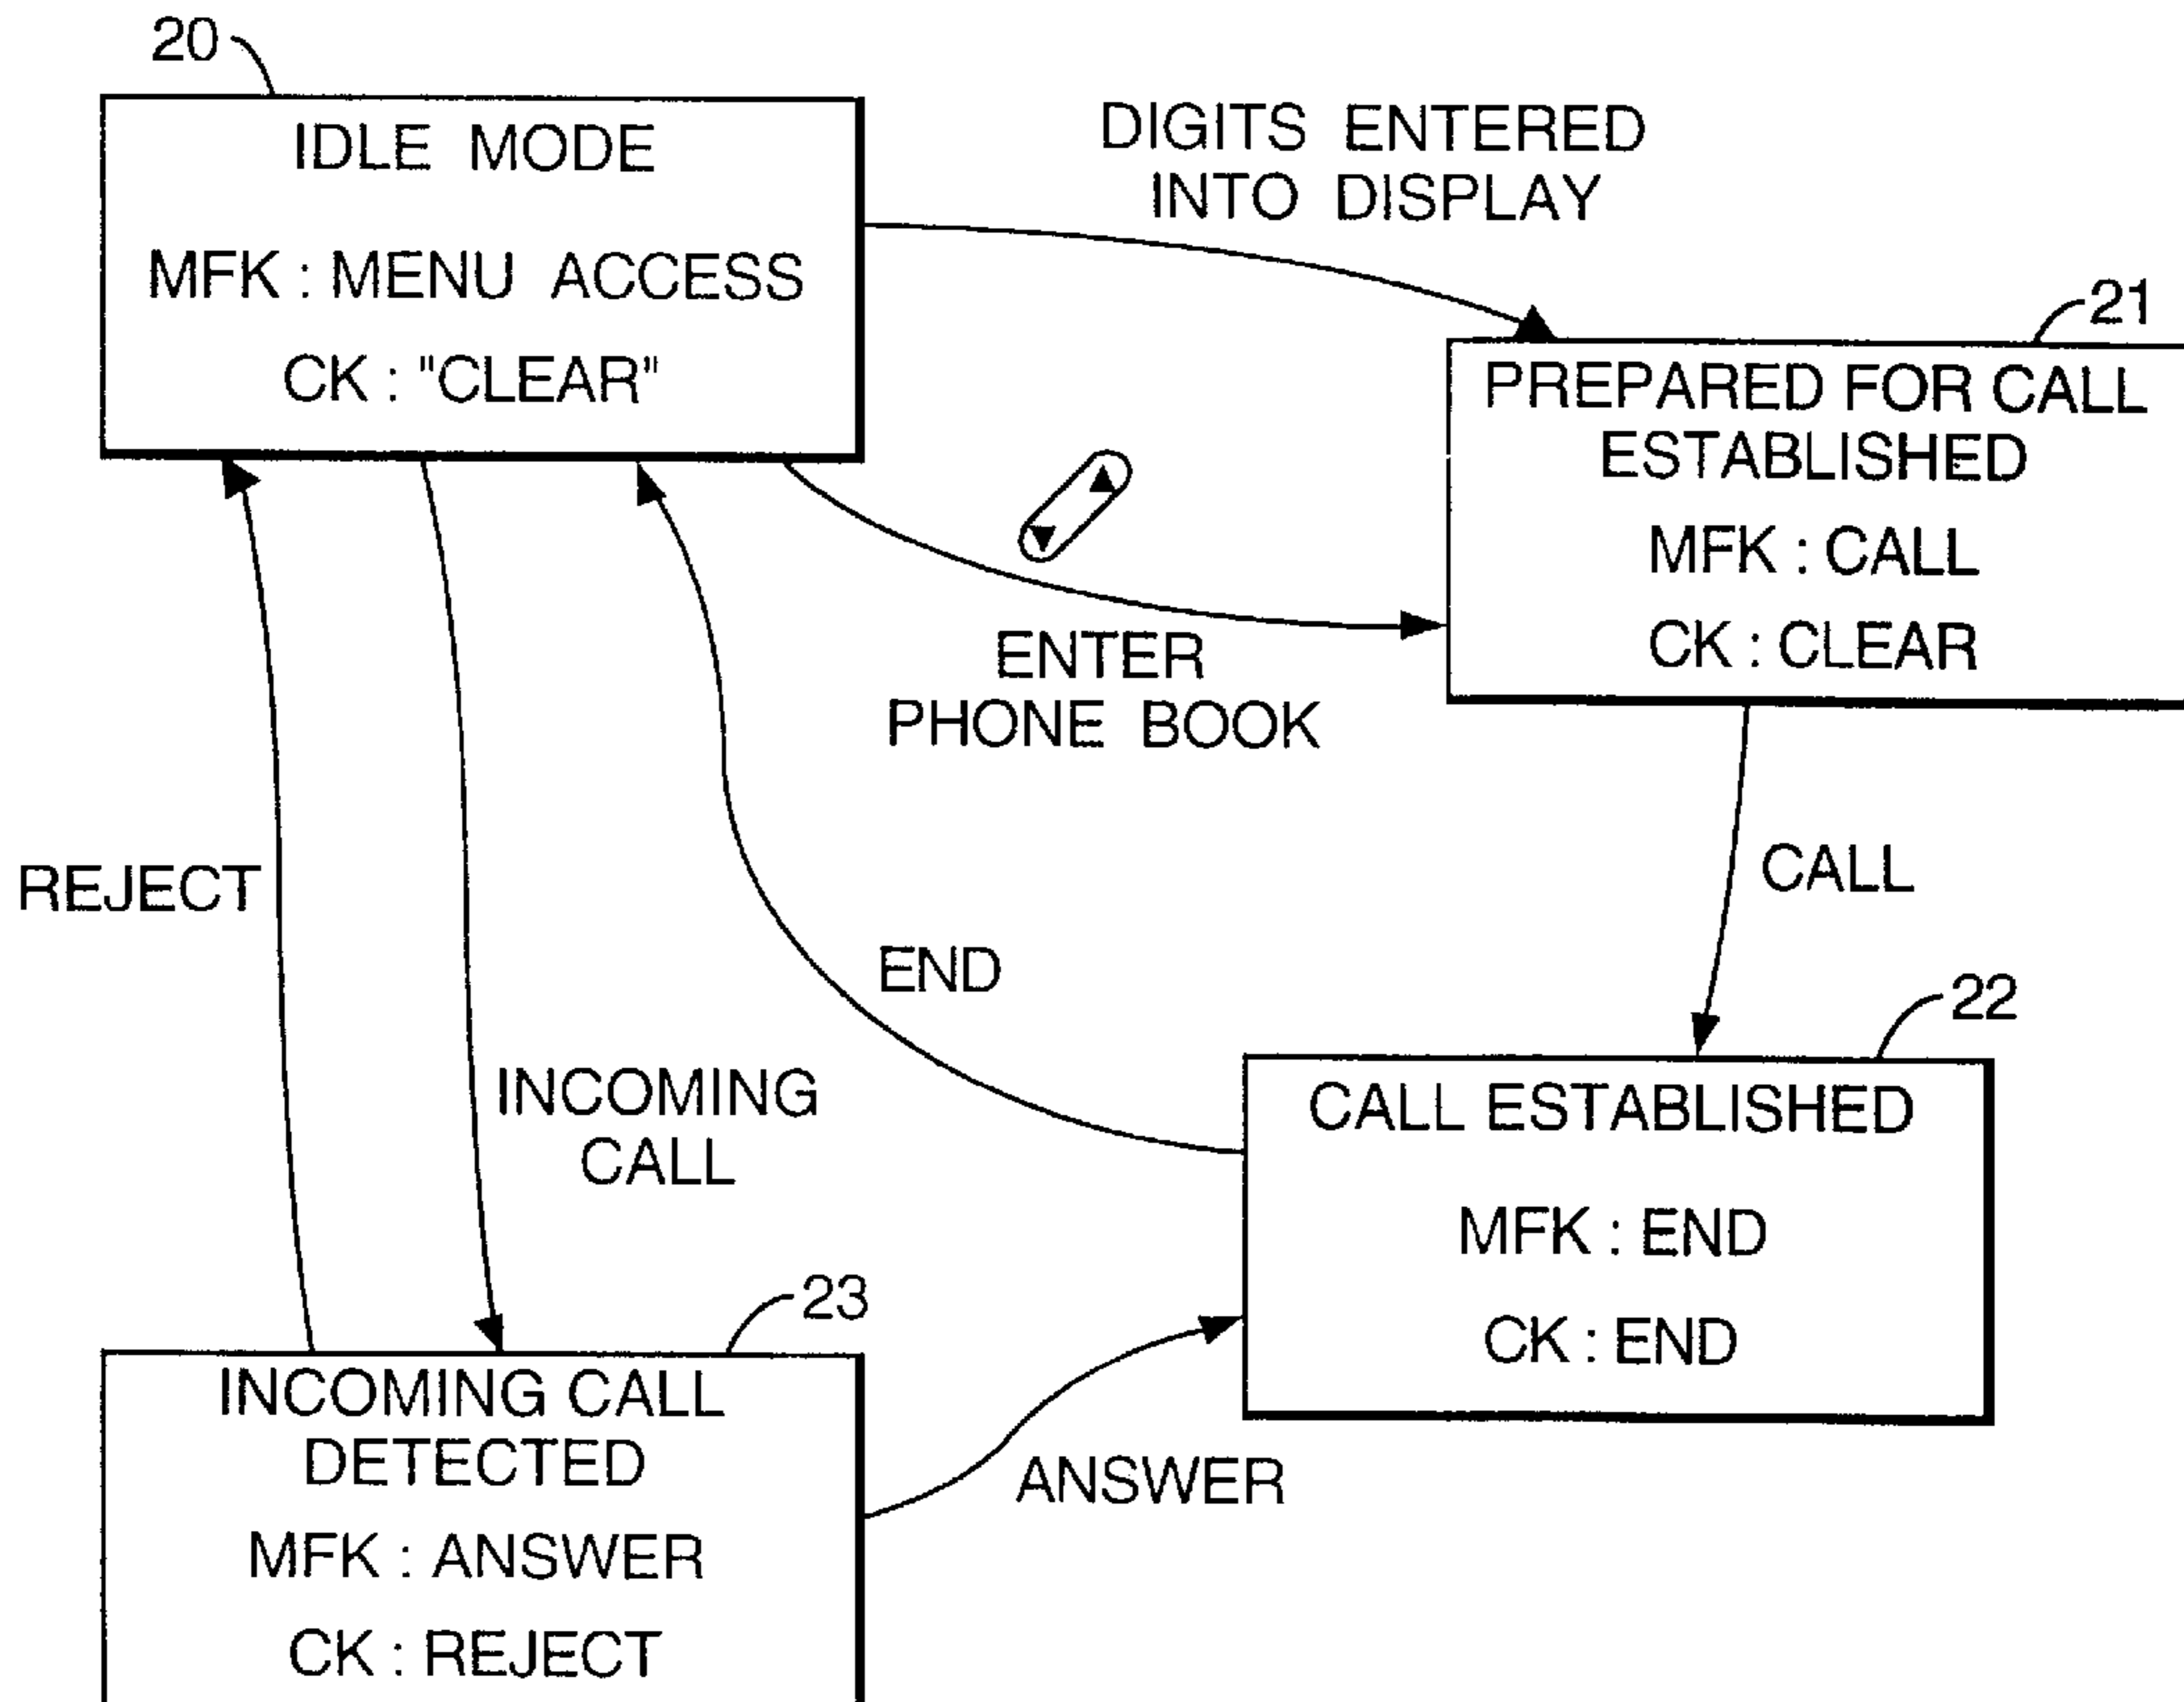 20
IDLE MODE
MFK : MENU ACCESS
CK : "CLEAR"
DIGITS ENTERED
INTO DISPLAY
21
PREPARED FOR CALL
ESTABLISHED
MFK : CALL
CK : CLEAR
ENTER
PHONE BOOK
REJECT
CALL
END
22
INCOMING
CALL
CALL ESTABLISHED
MFK : END
CK : END
23
INCOMING CALL
DETECTED
MFK : ANSWER
CK : REJECT
ANSWER